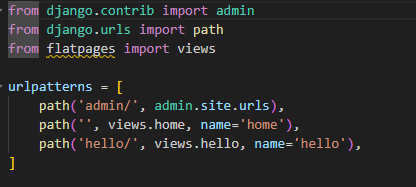 from django.contrib import admin
from django.urls import path
from flatpages import views

urlpatterns = [
    path('admin/', admin.site.urls),
    path('', views.home, name='home'),
    path('hello/', views.hello, name='hello'),
]